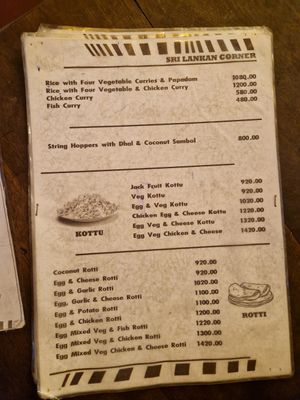 SRI LANKAN CORNER
Rice with Four Vegetable Curries & Papadom 1080.00
Rice with Four Vegetable & Chicken Curry 1200.00
Chicken Curry 580.00
Fish Curry 480.00
String Hoppers with Dhal & Coconut Sambol 800.00
Jack Fruit Kottu 920.00
Veg Kottu 920.00
Egg & Veg Kottu 1020.00
Chicken Egg & Cheese Kottu 1220.00
Egg Veg & Cheese Kottu 1320.00
Egg Veg Chicken & Cheese 1420.00
KOTTU
Coconut Rotti 920.00
Egg & Cheese Rotti 920.00
Egg & Garlic Rotti 1020.00
Egg, Garlic & Cheese Rotti 1100.00
Egg & Potato Rotti 1100.00
Egg & Chicken Rotti 1200.00
Egg Mixed Veg & Fish Rotti 1220.00
Egg Mixed Veg Chicken Rotti 1300.00
Egg Mixed Veg Chicken & Cheese Rotti 1420.00
ROTTI